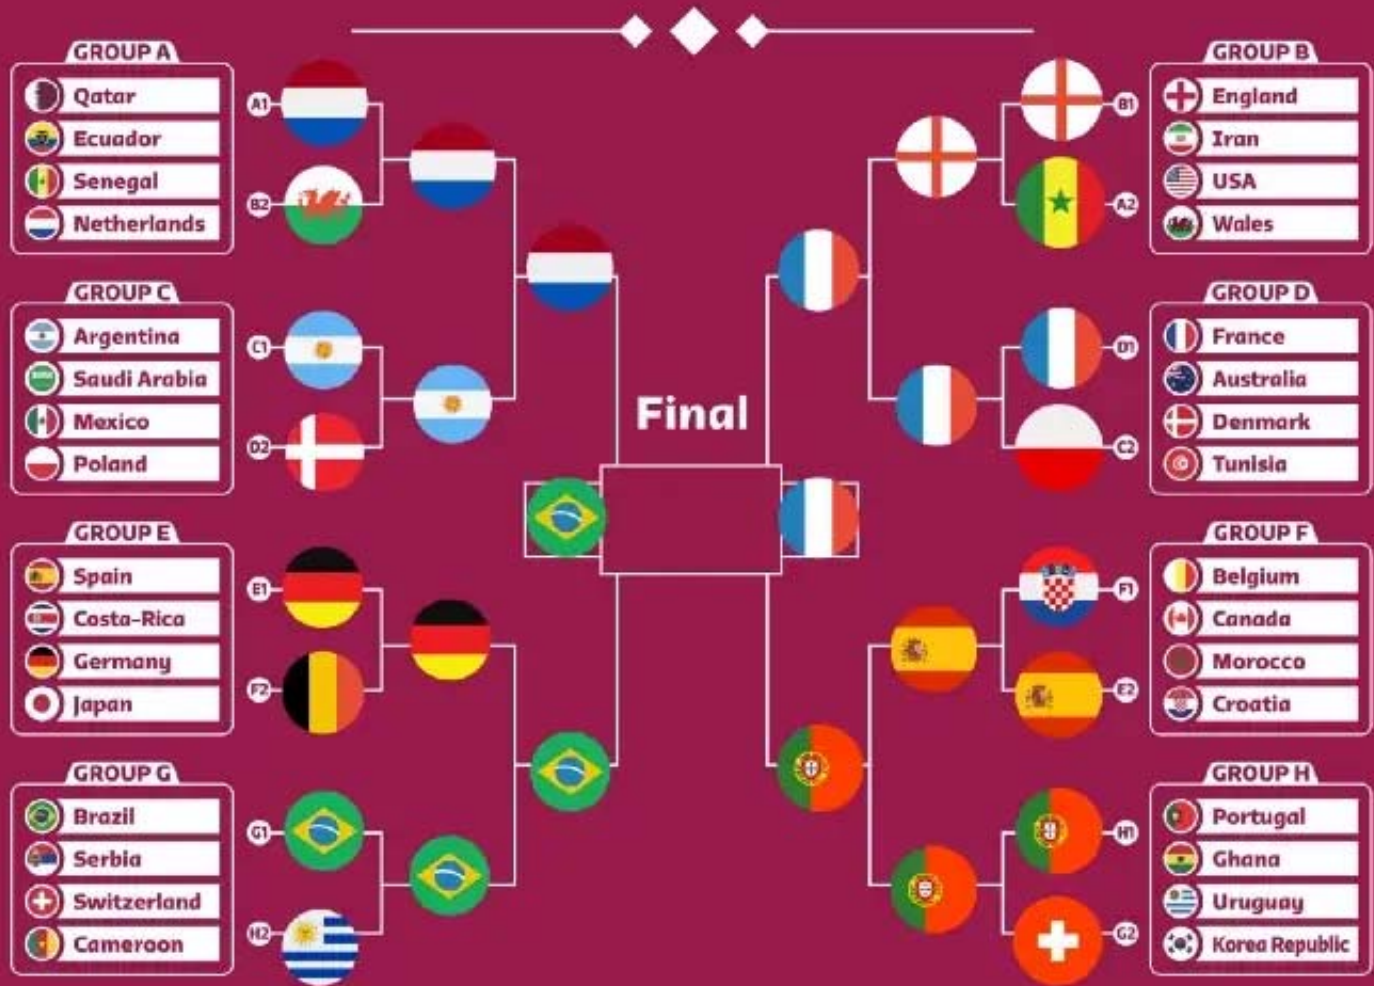 GROUP A
Qatar
Ecuador
Senegal
Netherlands
A1
B2
GROUP C
Argentina
Saudi Arabia
Mexico
Poland
C1
D2
GROUP E
Spain
Costa-Rica
Germany
Japan
E1
F2
GROUP G
Brazil
Serbia
Switzerland
Cameroon
G1
H2
Final
GROUP B
England
Iran
USA
Wales
B1
A2
GROUP D
France
Australia
Denmark
Tunisia
D1
C2
GROUP F
Belgium
Canada
Morocco
Croatia
F1
E2
GROUP H
Portugal
Ghana
Uruguay
Korea Republic
H1
G2